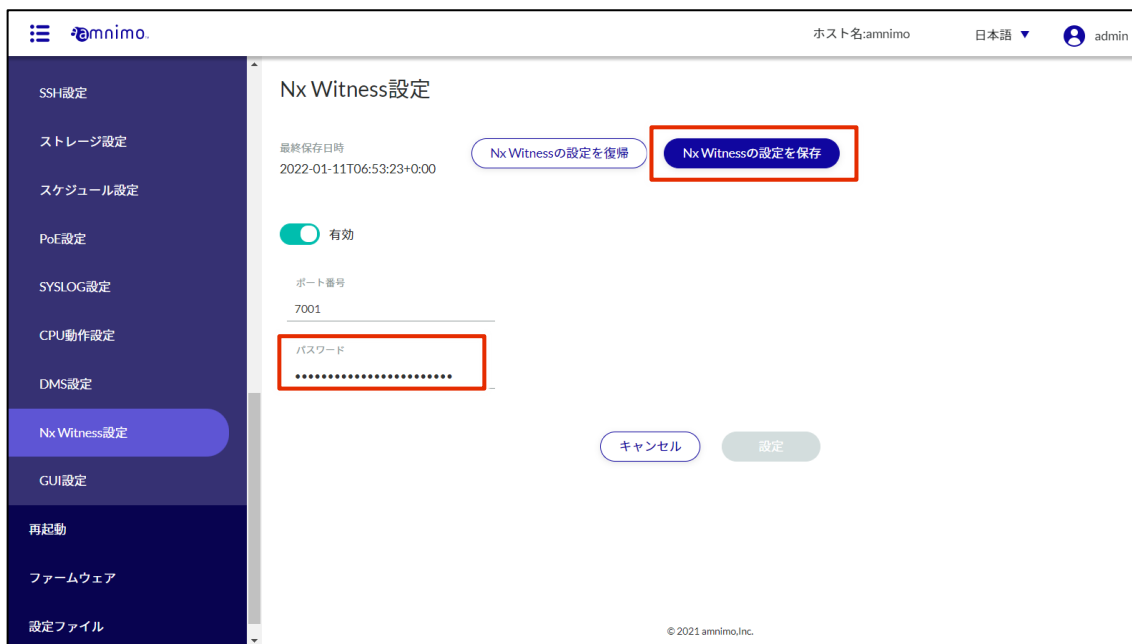 amnimo.
ホスト名:amnimo
日本語 ▼
admin
SSH設定
ストレージ設定
スケジュール設定
PoE設定
SYSLOG設定
CPU動作設定
DMS設定
Nx Witness設定
GUI設定
再起動
ファームウェア
設定ファイル
Nx Witness設定
最終保存日時
2022-01-11T06:53:23+0:00
Nx Witnessの設定を復帰
Nx Witnessの設定を保存
有効
ポート番号
7001
パスワード
••••••••••••••••••••••••
キャンセル
設定
© 2021 amnimo,Inc.